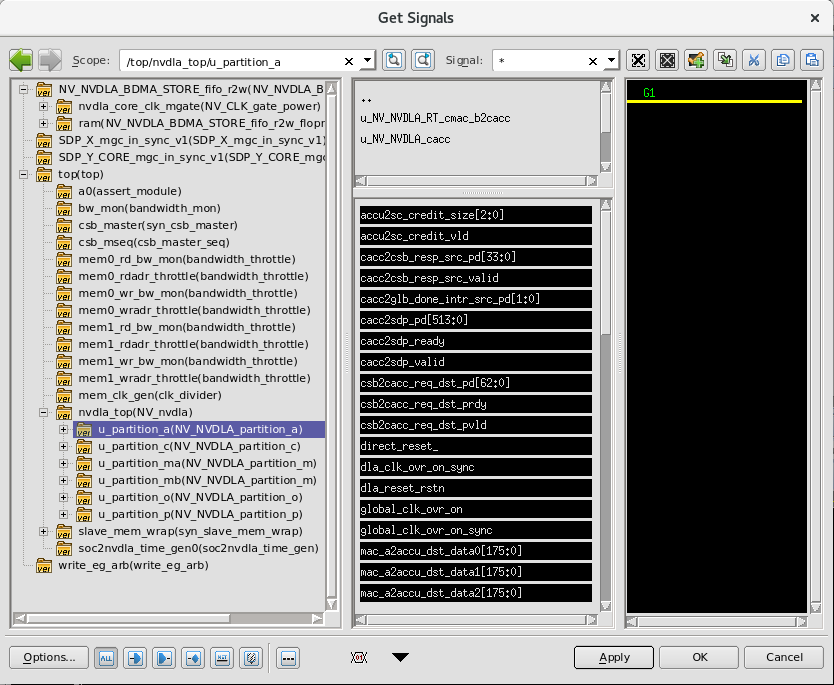 Get Signals
Scope: /top/nvdla_top/u_partition_a Signal: *
NV_NVDLA_BDMA_STORE_fifo_r2w(NV_NVDLA_B
nvdla_core_clk_mgate(NV_CLK_gate_power)
ram(NV_NVDLA_BDMA_STORE_fifo_r2w_flopr
SDP_X_mgc_in_sync_v1(SDP_X_mgc_in_sync_v1)
SDP_Y_CORE_mgc_in_sync_v1(SDP_Y_CORE_mgc
top(top)
a0(assert_module)
bw_mon(bandwidth_mon)
csb_master(syn_csb_master)
csb_mseq(csb_master_seq)
mem0_rd_bw_mon(bandwidth_throttle)
mem0_rdadr_throttle(bandwidth_throttle)
mem0_wr_bw_mon(bandwidth_throttle)
mem0_wradr_throttle(bandwidth_throttle)
mem1_rd_bw_mon(bandwidth_throttle)
mem1_rdadr_throttle(bandwidth_throttle)
mem1_wr_bw_mon(bandwidth_throttle)
mem1_wradr_throttle(bandwidth_throttle)
mem_clk_gen(clk_divider)
nvdla_top(NV_nvdla)
u_partition_a(NV_NVDLA_partition_a)
u_partition_c(NV_NVDLA_partition_c)
u_partition_ma(NV_NVDLA_partition_m)
u_partition_mb(NV_NVDLA_partition_m)
u_partition_o(NV_NVDLA_partition_o)
u_partition_p(NV_NVDLA_partition_p)
slave_mem_wrap(syn_slave_mem_wrap)
soc2nvdla_time_gen0(soc2nvdla_time_gen)
write_eg_arb(write_eg_arb)
..
u_NV_NVDLA_RT_cmac_b2cacc
u_NV_NVDLA_cacc
accu2sc_credit_size[2:0]
accu2sc_credit_vld
cacc2csb_resp_src_pd[33:0]
cacc2csb_resp_src_valid
cacc2glb_done_intr_src_pd[1:0]
cacc2sdp_pd[513:0]
cacc2sdp_ready
cacc2sdp_valid
csb2cacc_req_dst_pd[62:0]
csb2cacc_req_dst_prdy
csb2cacc_req_dst_pvld
direct_reset_
dla_clk_ovr_on_sync
dla_reset_rstn
global_clk_ovr_on
global_clk_ovr_on_sync
mac_a2accu_dst_data0[175:0]
mac_a2accu_dst_data1[175:0]
mac_a2accu_dst_data2[175:0]
G1
Options... ALL NET Apply OK Cancel